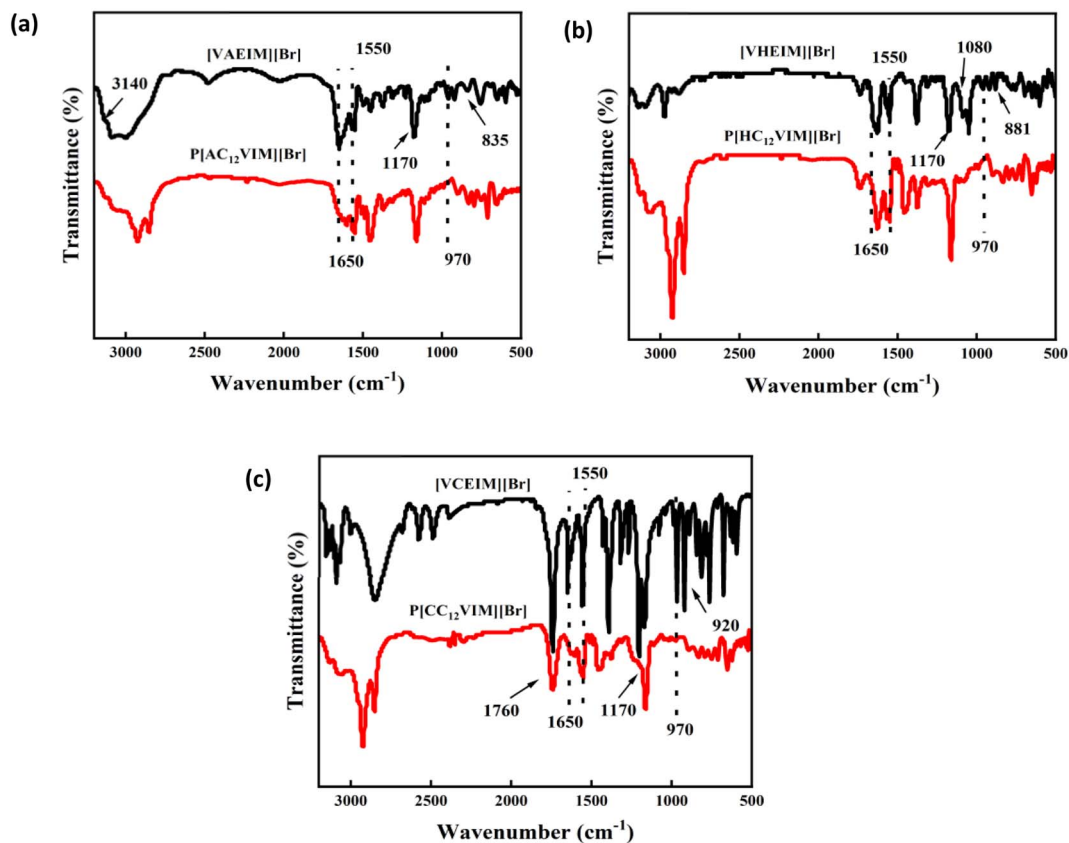 (a)
[VAEIM][Br]
1550
3140
1170
835
P[AC₁₂VIM][Br]
1650
970
Transmittance (%)
3000
2500
2000
1500
1000
500
Wavenumber (cm⁻¹)
(b)
[VHEIM][Br]
1550
1080
1170
881
P[HC₁₂VIM][Br]
1650
970
Transmittance (%)
3000
2500
2000
1500
1000
500
Wavenumber (cm⁻¹)
(c)
1550
[VCEIM][Br]
920
P[CC₁₂VIM][Br]
1760
1650
1170
970
Transmittance (%)
3000
2500
2000
1500
1000
500
Wavenumber (cm⁻¹)